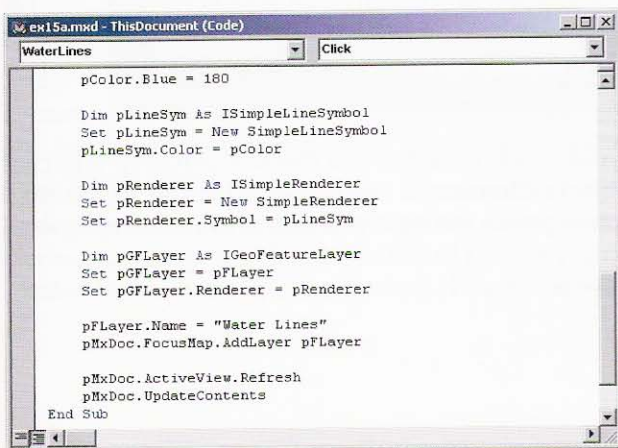 ex15a.mxd - ThisDocument (Code)
WaterLines
Click
pColor.Blue = 180
Dim pLineSym As ISimpleLineSymbol
Set pLineSym = New SimpleLineSymbol
pLineSym.Color = pColor
Dim pRenderer As ISimpleRenderer
Set pRenderer = New SimpleRenderer
Set pRenderer.Symbol = pLineSym
Dim pGFLayer As IGeoFeatureLayer
Set pGFLayer = pFLayer
Set pGFLayer.Renderer = pRenderer
pFLayer.Name = "Water Lines"
pMxDoc.FocusMap.AddLayer pFLayer
pMxDoc.ActiveView.Refresh
pMxDoc.UpdateContents
End Sub